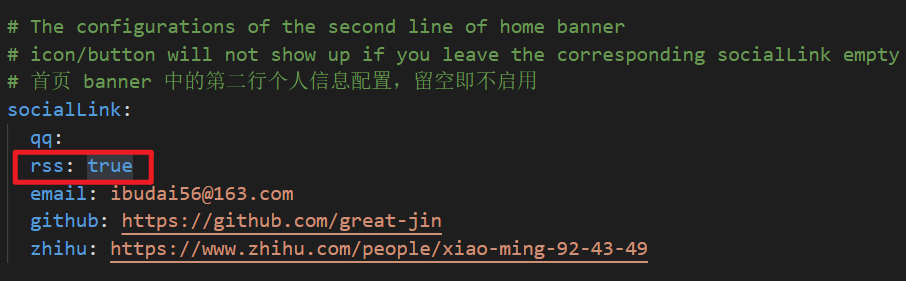 # The configurations of the second line of home banner
# icon/button will not show up if you leave the corresponding socialLink empty
# 首页 banner 中的第二行个人信息配置，留空即不启用
socialLink:
qq:
rss: true
email: ibudai56@163.com
github: https://github.com/great-jin
zhihu: https://www.zhihu.com/people/xiao-ming-92-43-49